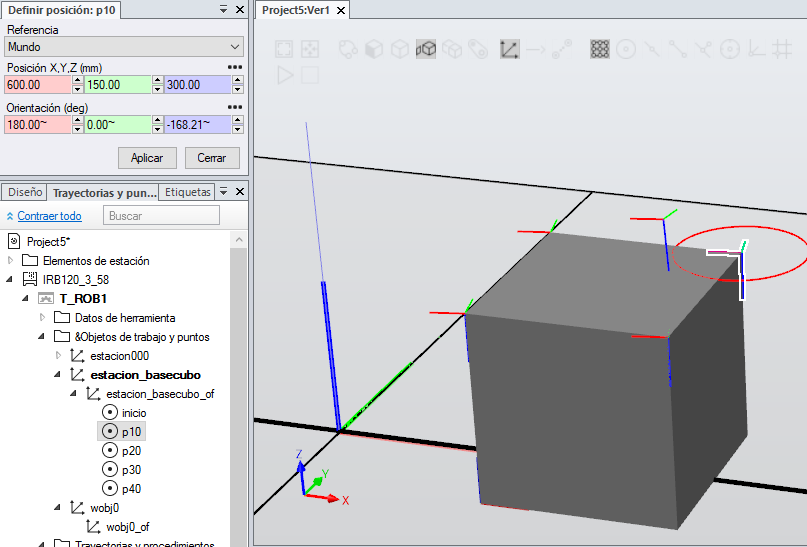 Definir posición: p10
Referencia
Mundo
Posición X,Y,Z (mm)
600.00 150.00 300.00
Orientación (deg)
180.00~ 0.00~ -168.21~
Aplicar Cerrar
Diseño Trayectorias y pun... Etiquetas
Contraer todo Buscar
Project5*
Elementos de estación
IRB120_3_58
T_ROB1
Datos de herramienta
&Objetos de trabajo y puntos
estacion000
estacion_basecubo
estacion_basecubo_of
inicio
p10
p20
p30
p40
wobj0
wobj0_of
Trayectorias y procedimientos
Project5:Ver1
Z
Y
X